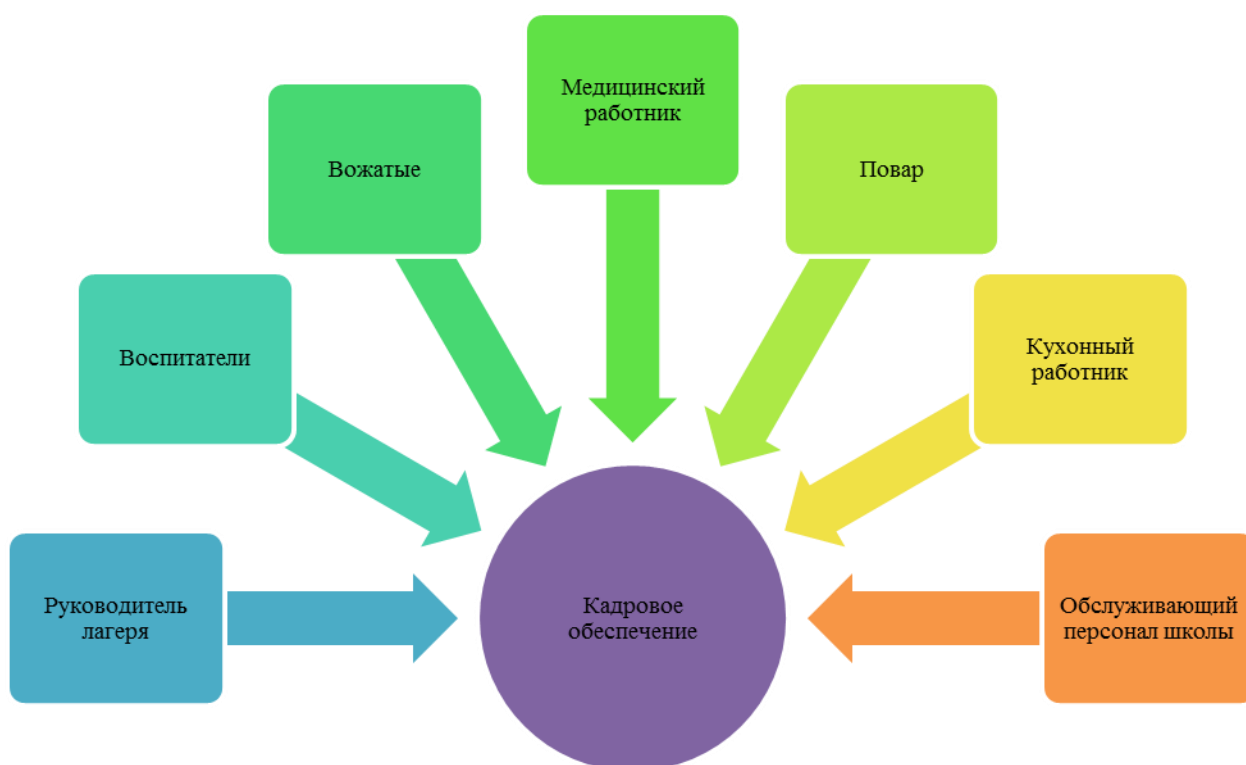 Медицинский
работник
Вожатые
Повар
Воспитатели
Кухонный
работник
Руководитель
лагеря
Кадровое
обеспечение
Обслуживающий
персонал школы